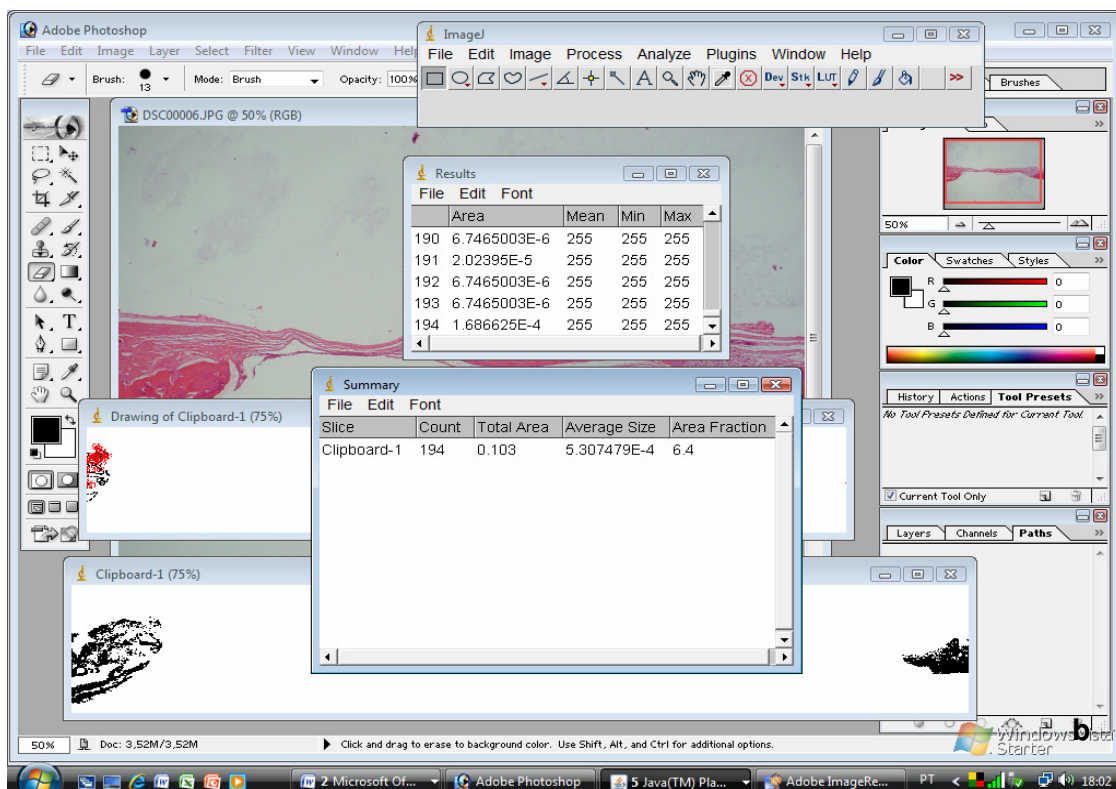 Adobe Photoshop
File Edit Image Layer Select Filter View Window Help
Brush: 13 Mode: Brush Opacity: 100%
Brushes
ImageJ
File Edit Image Process Analyze Plugins Window Help
Dev Stk LUT >>
DSC00006.JPG @ 50% (RGB)
Results
File Edit Font
Area Mean Min Max
190 6.7465003E-6 255 255 255
191 2.02395E-5 255 255 255
192 6.7465003E-6 255 255 255
193 6.7465003E-6 255 255 255
194 1.686625E-4 255 255 255
50%
Color Swatches Styles
R 0
G 0
B 0
Summary
File Edit Font
Slice Count Total Area Average Size Area Fraction
Clipboard-1 194 0.103 5.307479E-4 6.4
History Actions Tool Presets
No Tool Presets Defined for Current Tool.
Current Tool Only
Layers Channels Paths
Drawing of Clipboard-1 (75%)
Clipboard-1 (75%)
50% Doc: 3,52M/3,52M Click and drag to erase to background color. Use Shift, Alt, and Ctrl for additional options.
b
Windows Vista
Starter
2 Microsoft Of... Adobe Photoshop 5 Java(TM) Pla... Adobe ImageRe... PT < 18:02